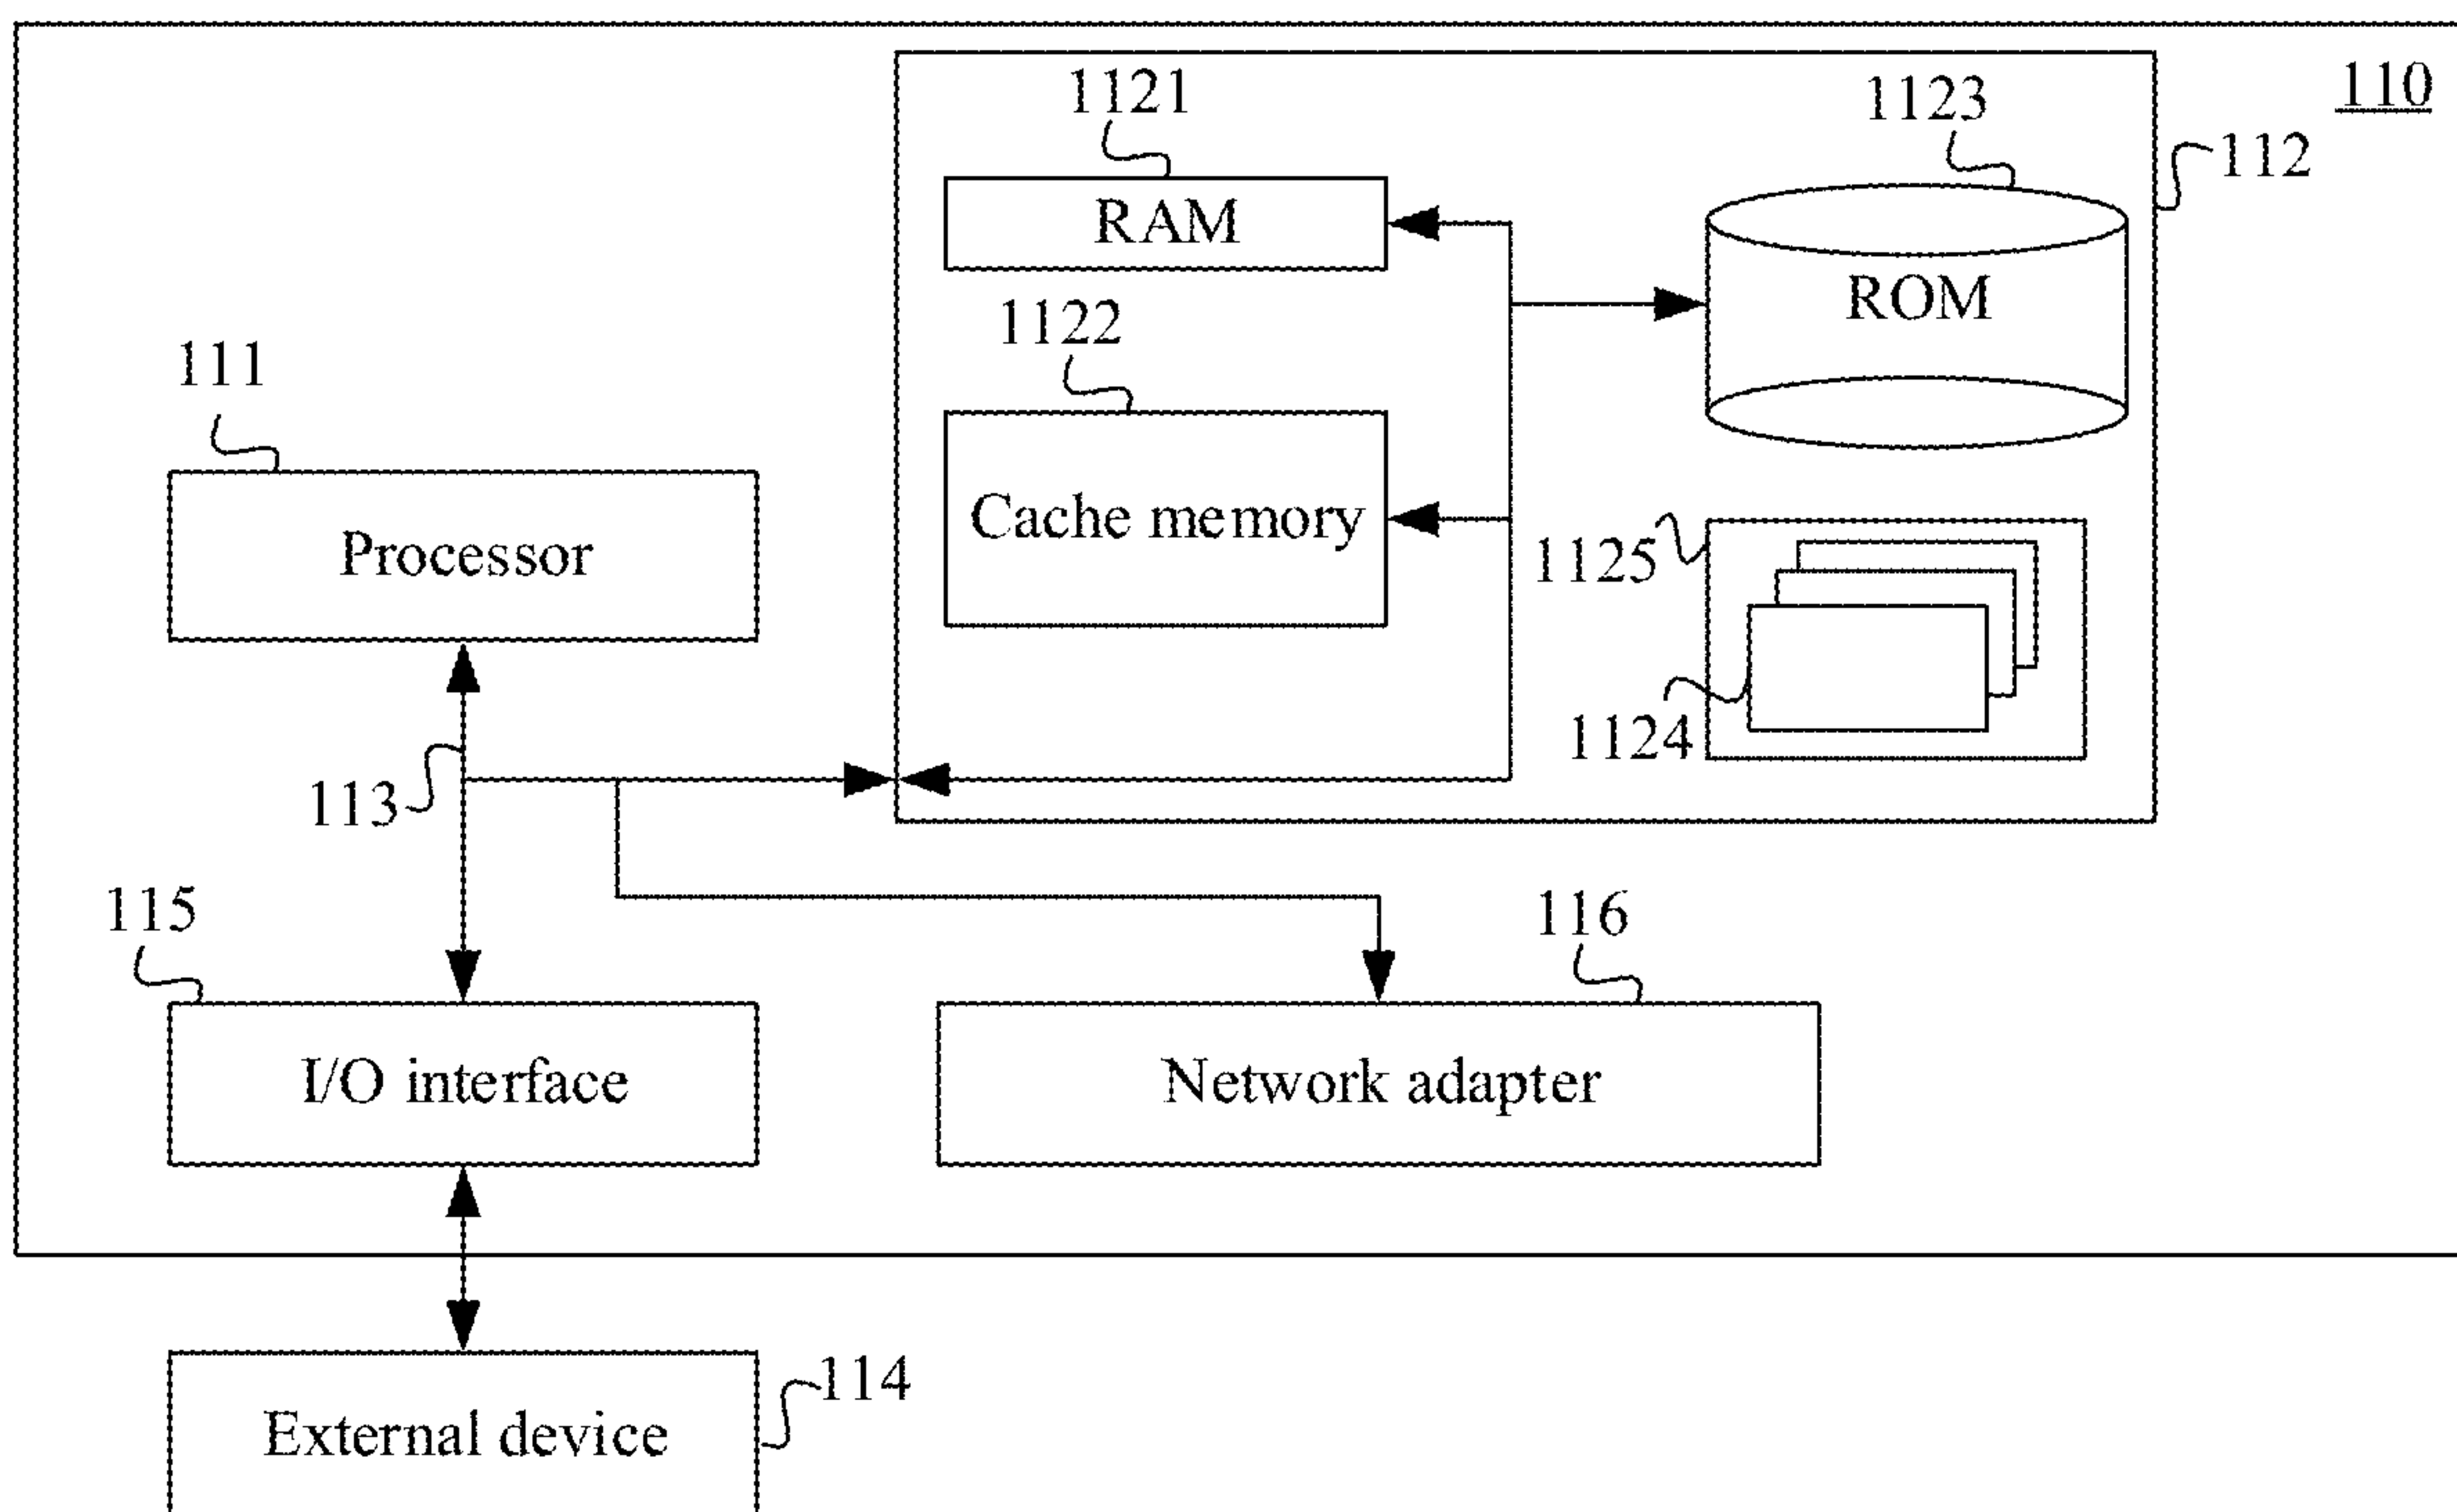 110
1121
1123
112
RAM
ROM
1122
111
Cache memory
Processor
1125
1124
113
115
116
I/O interface
Network adapter
114
External device